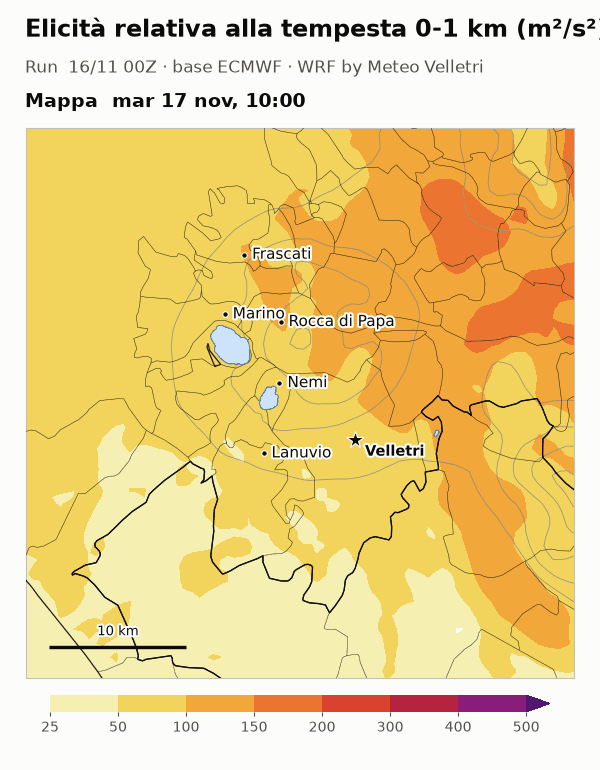 Elicità relativa alla tempesta 0-1 km (m²/s²)
Run  16/11 00Z · base ECMWF · WRF by Meteo Velletri
Mappa  mar 17 nov, 10:00
Frascati
Marino
Rocca di Papa
Nemi
Velletri
Lanuvio
10 km
25 50 100 150 200 300 400 500